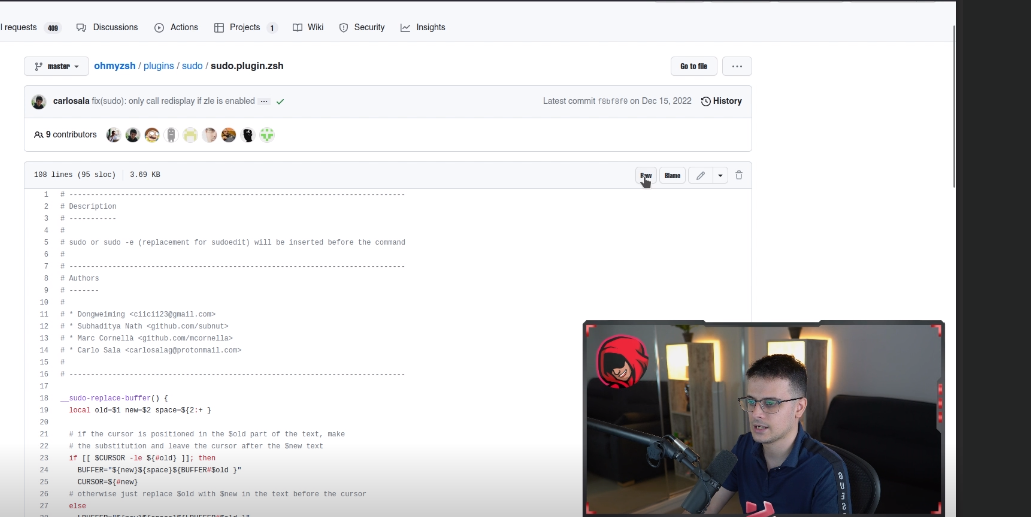 l requests 409 Discussions Actions Projects 1 Wiki Security Insights
master ohmyzsh / plugins / sudo / sudo.plugin.zsh Go to file ...
carlosala fix(sudo): only call redisplay if zle is enabled ... Latest commit f8bf8f0 on Dec 15, 2022 History
9 contributors
108 lines (95 sloc) 3.69 KB Raw Blame
1 # --------------------------------------------------------------------------------
2 # Description
3 # -----------
4 #
5 # sudo or sudo -e (replacement for sudoedit) will be inserted before the command
6 #
7 # --------------------------------------------------------------------------------
8 # Authors
9 # -------
10 #
11 # * Dongweiming <ciici123@gmail.com>
12 # * Subhaditya Nath <github.com/subnut>
13 # * Marc Cornellà <github.com/mcornella>
14 # * Carlo Sala <carlosalag@protonmail.com>
15 #
16 # --------------------------------------------------------------------------------
17
18 __sudo-replace-buffer() {
19 local old=$1 new=$2 space=${2:+ }
20
21 # if the cursor is positioned in the $old part of the text, make
22 # the substitution and leave the cursor after the $new text
23 if [[ $CURSOR -le ${#old} ]]; then
24 BUFFER="${new}${space}${BUFFER#$old }"
25 CURSOR=${#new}
26 # otherwise just replace $old with $new in the text before the cursor
27 else